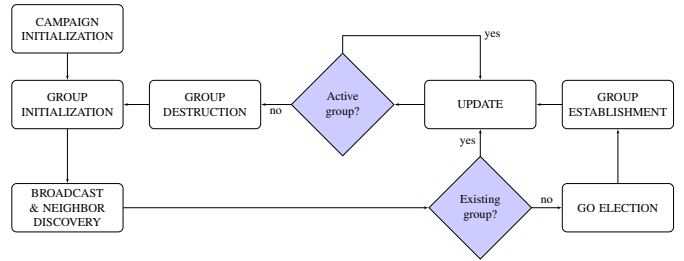 CAMPAIGN
INITIALIZATION
yes
GROUP
INITIALIZATION
GROUP
DESTRUCTION
no
Active
group?
UPDATE
GROUP
ESTABLISHMENT
yes
BROADCAST
& NEIGHBOR
DISCOVERY
Existing
group?
no
GO ELECTION